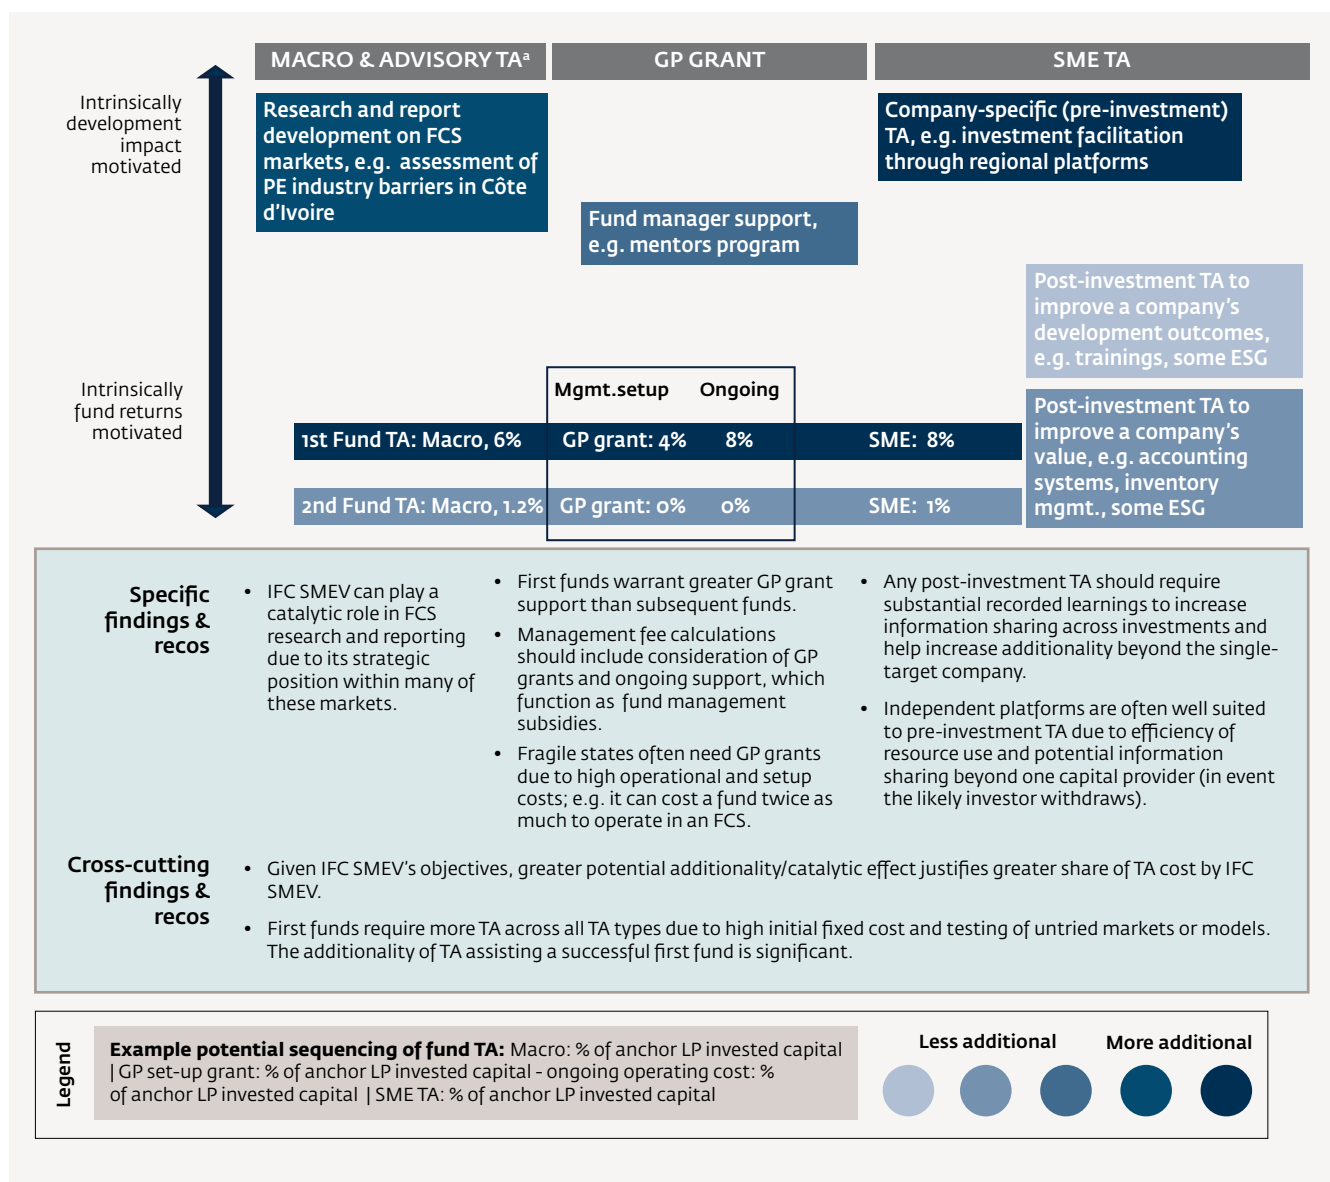 MACRO & ADVISORY TAa
GP GRANT
SME TA
Intrinsically
development
impact
motivated
Research and report
development on FCS
markets, e.g. assessment of
PE industry barriers in Côte
d'Ivoire
Company-specific (pre-investment)
TA, e.g. investment facilitation
through regional platforms
Fund manager support,
e.g. mentors program
Post-investment TA to
improve a company's
development outcomes,
e.g. trainings, some ESG
Intrinsically
fund returns
motivated
Mgmt.setup Ongoing
Post-investment TA to
improve a company's
value, e.g. accounting
systems, inventory
mgmt., some ESG
1st Fund TA: Macro, 6% GP grant: 4% 8% SME: 8%
2nd Fund TA: Macro, 1.2% GP grant: 0% 0% SME: 1%
Specific
findings &
recos
• IFC SMEV can play a
catalytic role in FCS
research and reporting
due to its strategic
position within many of
these markets.
• First funds warrant greater GP grant
support than subsequent funds.
• Management fee calculations
should include consideration of GP
grants and ongoing support, which
function as fund management
subsidies.
• Fragile states often need GP grants
due to high operational and setup
costs; e.g. it can cost a fund twice as
much to operate in an FCS.
• Any post-investment TA should require
substantial recorded learnings to increase
information sharing across investments and
help increase additionality beyond the single-
target company.
• Independent platforms are often well suited
to pre-investment TA due to efficiency of
resource use and potential information
sharing beyond one capital provider (in event
the likely investor withdraws).
Cross-cutting
findings &
recos
• Given IFC SMEV's objectives, greater potential additionality/catalytic effect justifies greater share of TA cost by IFC
SMEV.
• First funds require more TA across all TA types due to high initial fixed cost and testing of untried markets or models.
The additionality of TA assisting a successful first fund is significant.
Legend
Example potential sequencing of fund TA: Macro: % of anchor LP invested capital
| GP set-up grant: % of anchor LP invested capital - ongoing operating cost: %
of anchor LP invested capital | SME TA: % of anchor LP invested capital
Less additional More additional